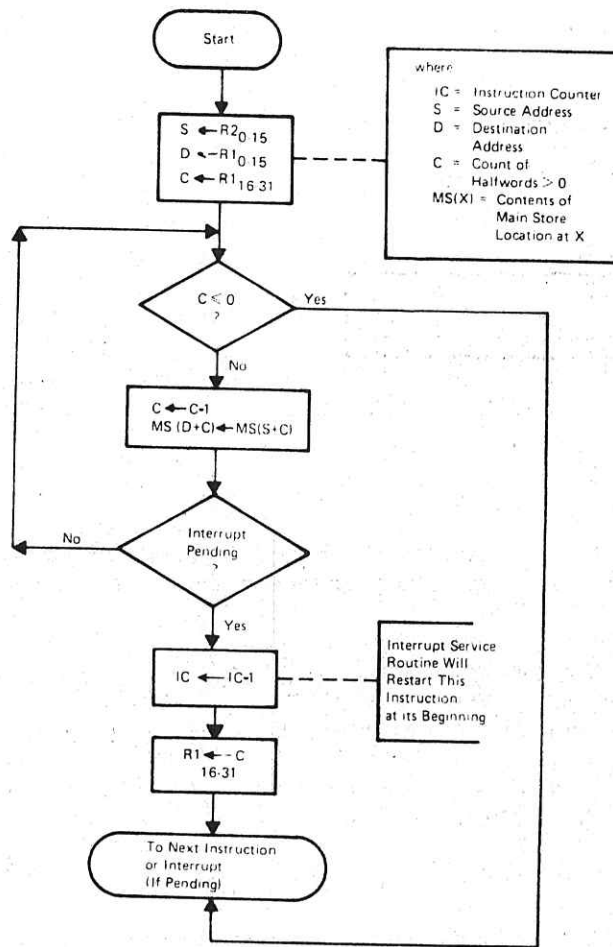 Start
where
IC = Instruction Counter
S = Source Address
D = Destination
Address
C = Count of
Halfwords > 0
MS(X) = Contents of
Main Store
Location at X
S ← R2 0-15
D ← R1 0-15
C ← R1 16-31
C ⩽ 0
?
Yes
No
C ← C-1
MS (D+C) ← MS(S+C)
Interrupt
Pending
?
No
Yes
IC ← IC-1
Interrupt Service
Routine Will
Restart This
Instruction
at its Beginning
R1 ← C
16-31
To Next Instruction
or Interrupt
(If Pending)